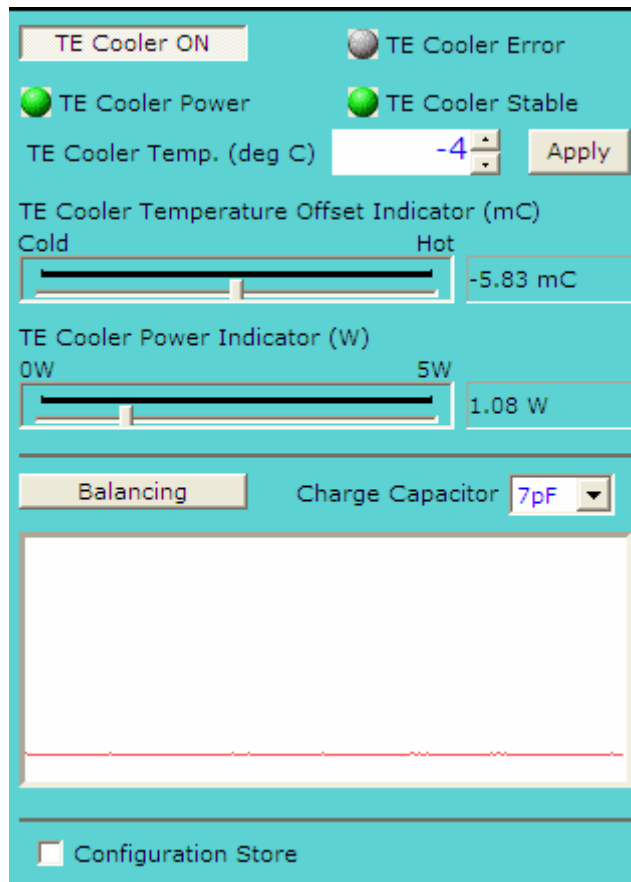 TE Cooler ON
TE Cooler Error
TE Cooler Power
TE Cooler Stable
TE Cooler Temp. (deg C)
-4
Apply
TE Cooler Temperature Offset Indicator (mC)
Cold
Hot
-5.83 mC
TE Cooler Power Indicator (W)
0W
5W
1.08 W
Balancing
Charge Capacitor
7pF
Configuration Store